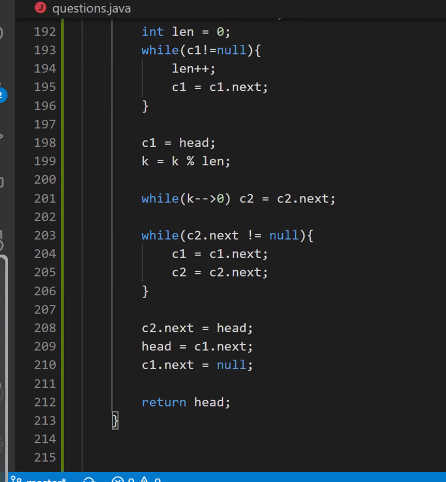 questions.java
192 int len = 0;
193 while(c1!=null){
194 len++;
195 c1 = c1.next;
196 }
197
198 c1 = head;
199 k = k % len;
200
201 while(k-->0) c2 = c2.next;
202
203 while(c2.next != null){
204 c1 = c1.next;
205 c2 = c2.next;
206 }
207
208 c2.next = head;
209 head = c1.next;
210 c1.next = null;
211
212 return head;
213 }
214
215